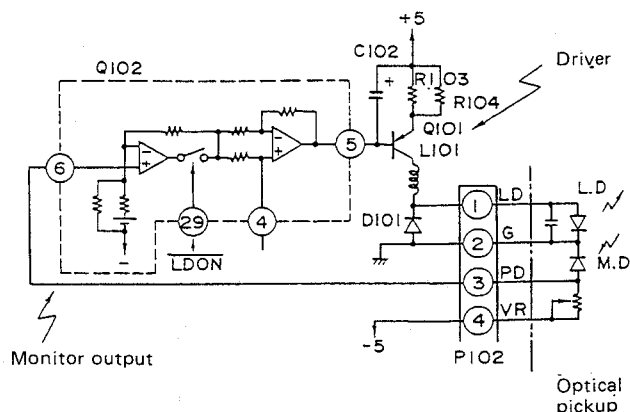 +5
C102
Driver
Q102
+
R103
R104
Q101
L101
5
6
LD
L.D
1
D101
G
29
4
2
M.D
LDON
PD
3
VR
4
-5
P102
Monitor output
Optical
pickup